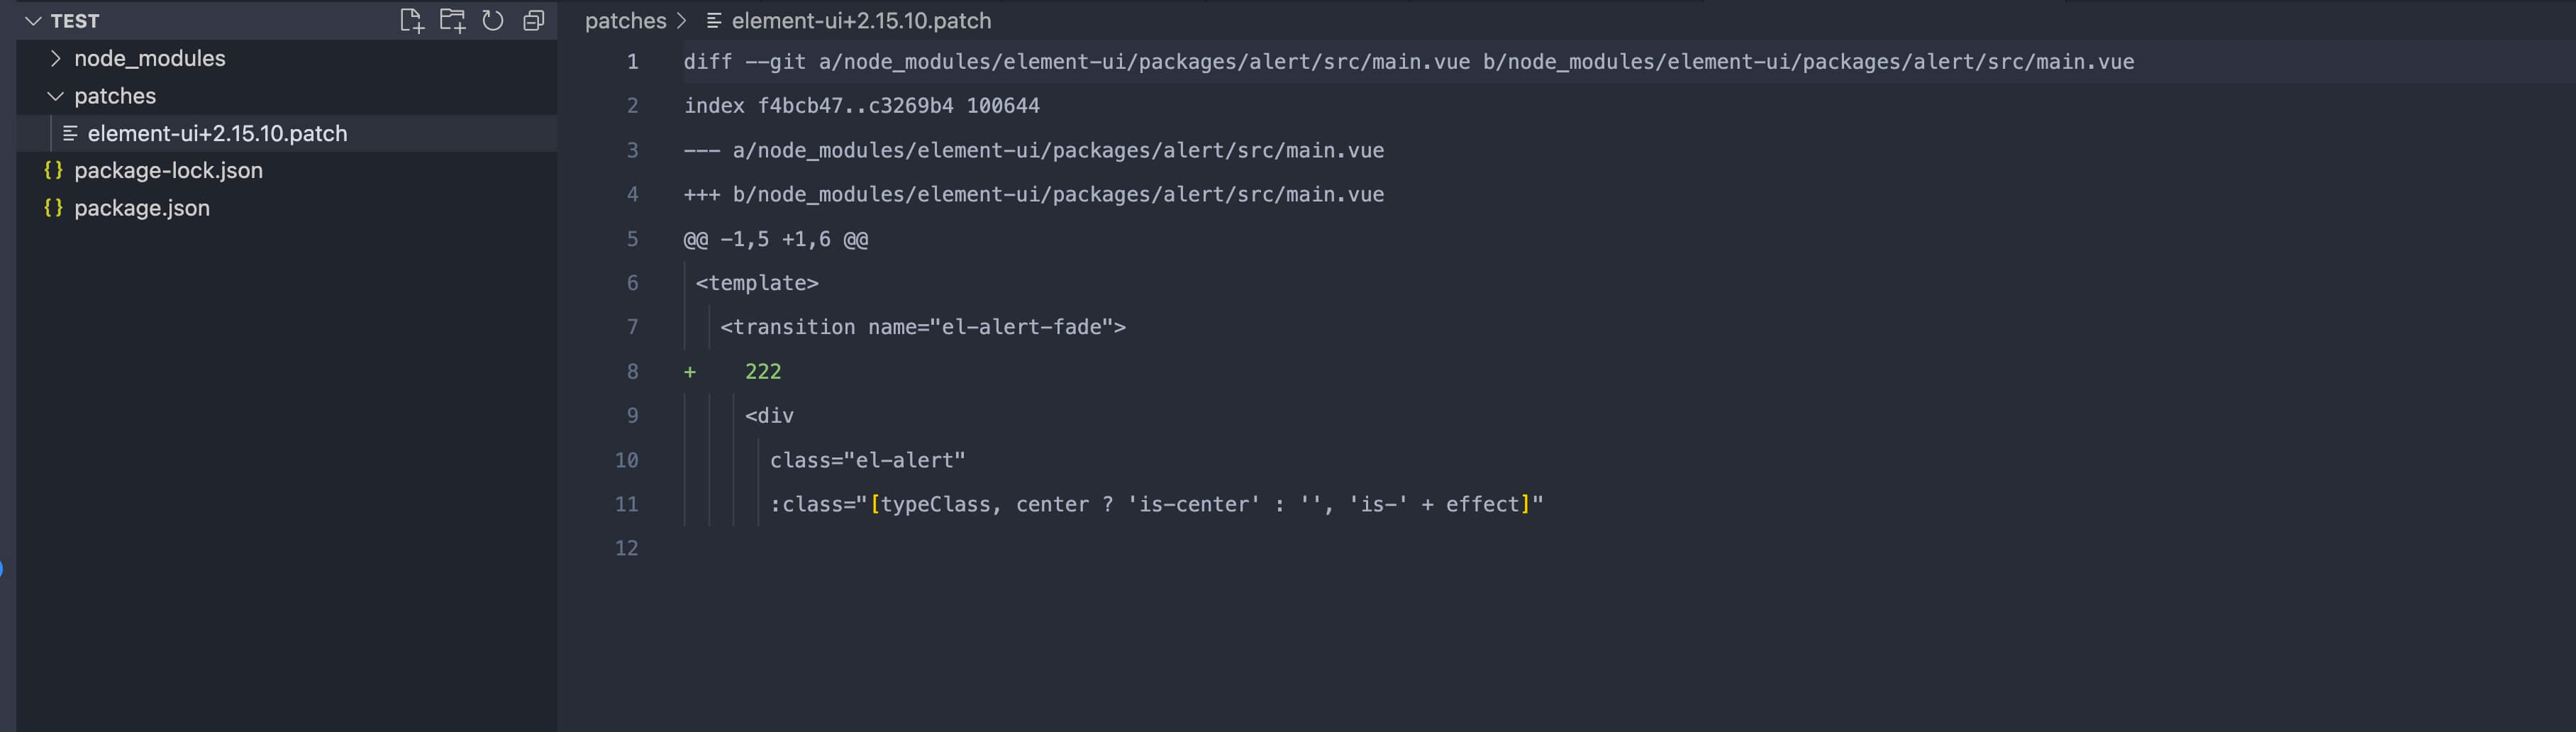 TEST
node_modules
patches
element-ui+2.15.10.patch
package-lock.json
package.json
patches > element-ui+2.15.10.patch
1 diff --git a/node_modules/element-ui/packages/alert/src/main.vue b/node_modules/element-ui/packages/alert/src/main.vue
2 index f4bcb47..c3269b4 100644
3 --- a/node_modules/element-ui/packages/alert/src/main.vue
4 +++ b/node_modules/element-ui/packages/alert/src/main.vue
5 @@ -1,5 +1,6 @@
6  <template>
7    <transition name="el-alert-fade">
8 +    222
9      <div
10        class="el-alert"
11        :class="[typeClass, center ? 'is-center' : '', 'is-' + effect]"
12